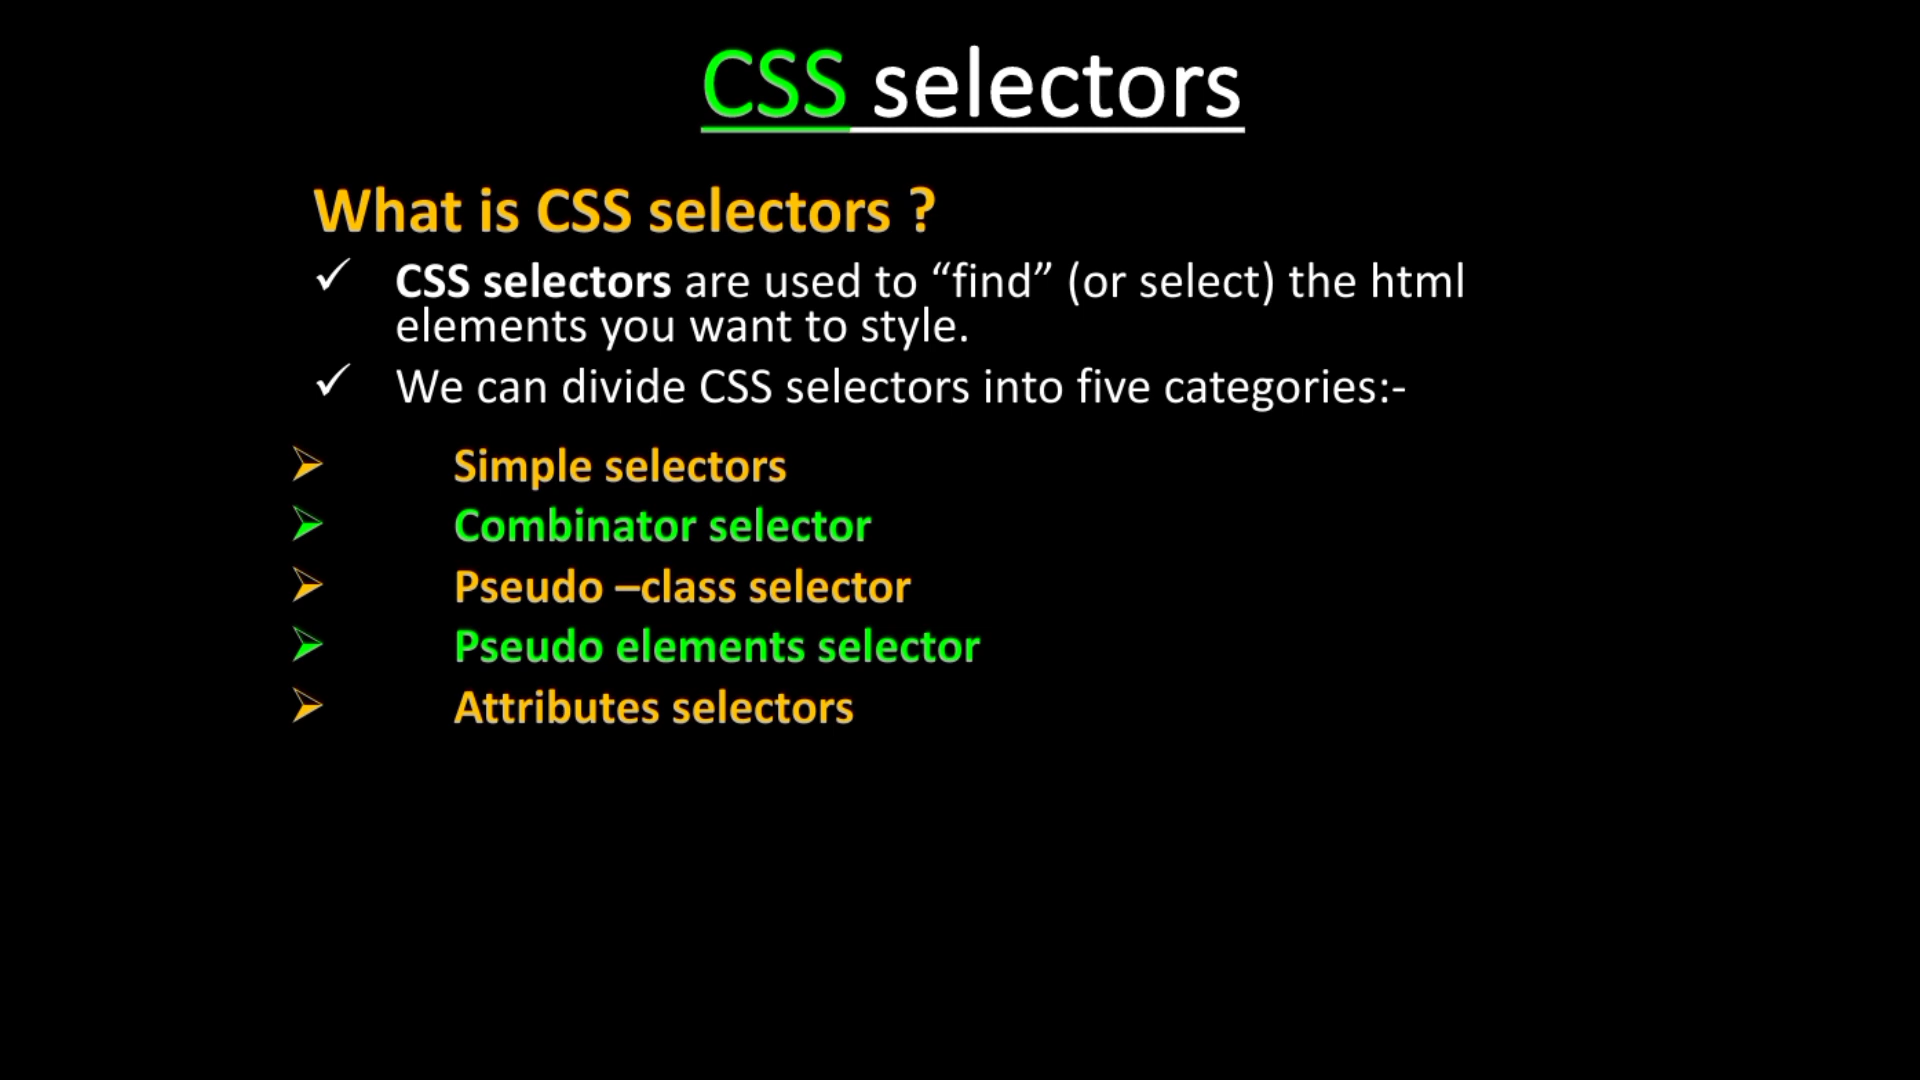 CSS selectors
What is CSS selectors ?
✓ CSS selectors are used to “find” (or select) the html
elements you want to style.
✓ We can divide CSS selectors into five categories:-
➢ Simple selectors
➢ Combinator selector
➢ Pseudo –class selector
➢ Pseudo elements selector
➢ Attributes selectors